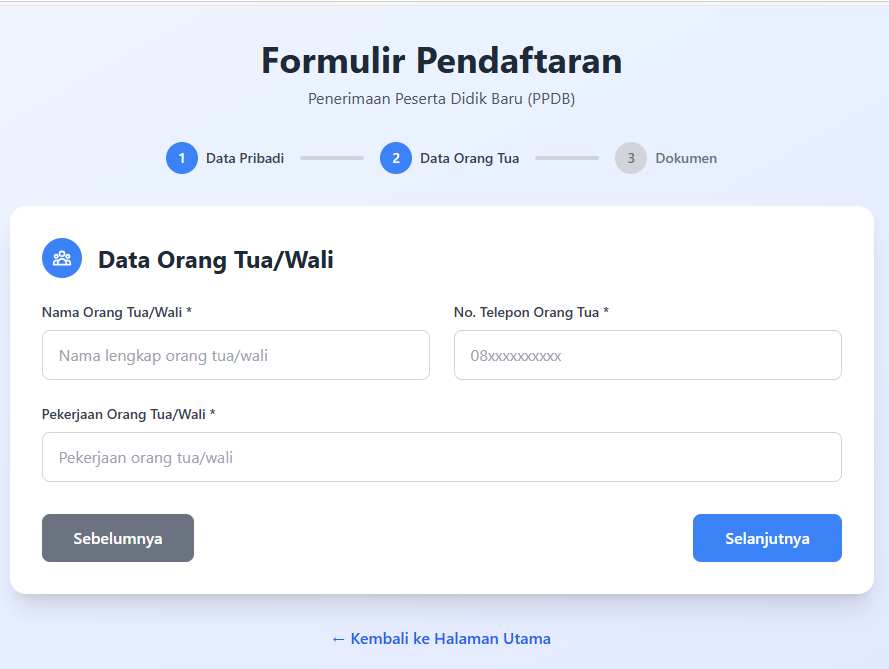 Formulir Pendaftaran
Penerimaan Peserta Didik Baru (PPDB)
1 Data Pribadi 2 Data Orang Tua 3 Dokumen
Data Orang Tua/Wali
Nama Orang Tua/Wali * No. Telepon Orang Tua *
Nama lengkap orang tua/wali 08xxxxxxxxxx
Pekerjaan Orang Tua/Wali *
Pekerjaan orang tua/wali
Sebelumnya Selanjutnya
← Kembali ke Halaman Utama